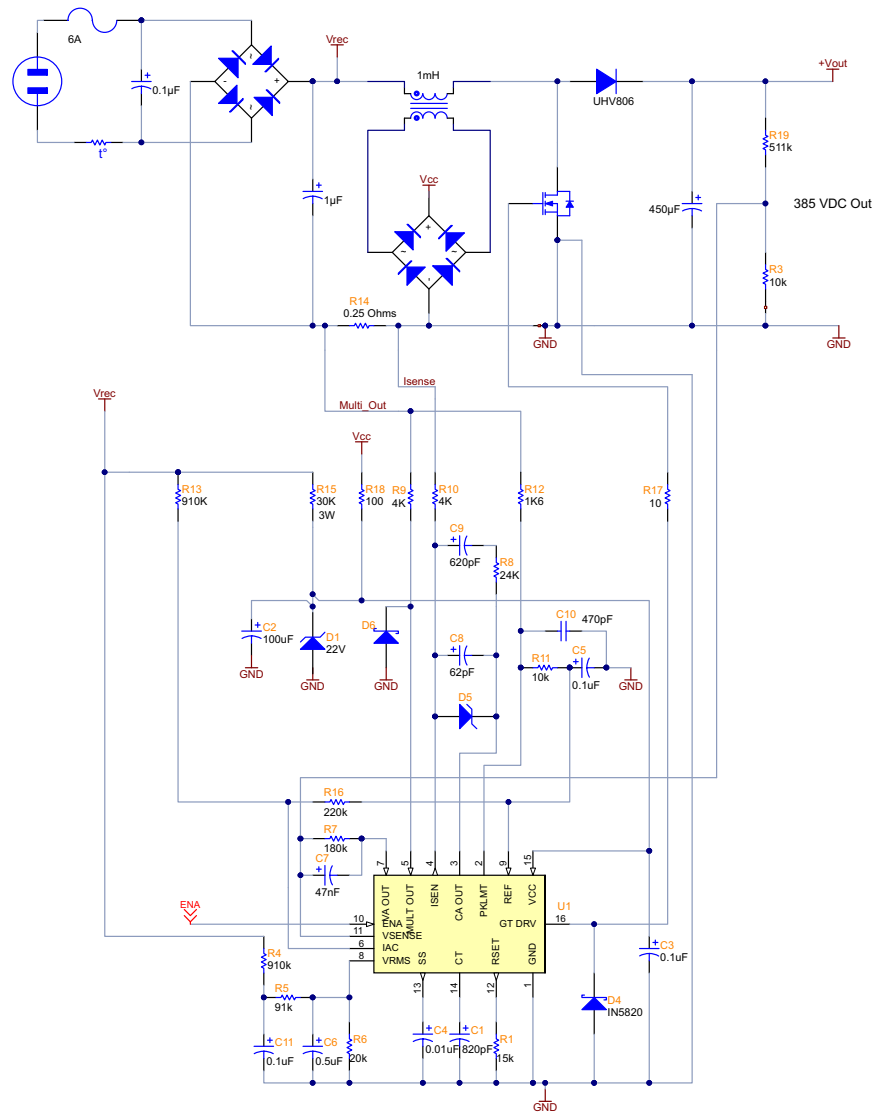 6A
Vrec
1mH
+Vout
UHV806
0.1µF
t°
R19
511k
Vcc
1µF
450µF
385 VDC Out
R3
10k
R14
0.25 Ohms
GND
GND
Isense
Vrec
Multi_Out
Vcc
R13
910K
R15
30K
3W
R18
100
R9
4K
R10
4K
R12
1K6
R17
10
C9
620pF
R8
24K
C2
100uF
D1
22V
D6
C10
470pF
C8
62pF
R11
10k
C5
0.1uF
GND
GND
GND
GND
D5
R16
220k
R7
180k
C7
47nF
7
5
4
3
2
9
15
VA OUT
MULT OUT
ISEN
CA OUT
PKLMT
REF
VCC
U1
ENA
10
ENA
GT DRV
16
11
VSENSE
6
IAC
8
VRMS
SS
CT
RSET
GND
13
14
12
1
R4
910k
C3
0.1uF
R5
91k
D4
IN5820
C11
0.1uF
C6
0.5uF
R6
20k
C4
0.01uF
C1
820pF
R1
15k
GND